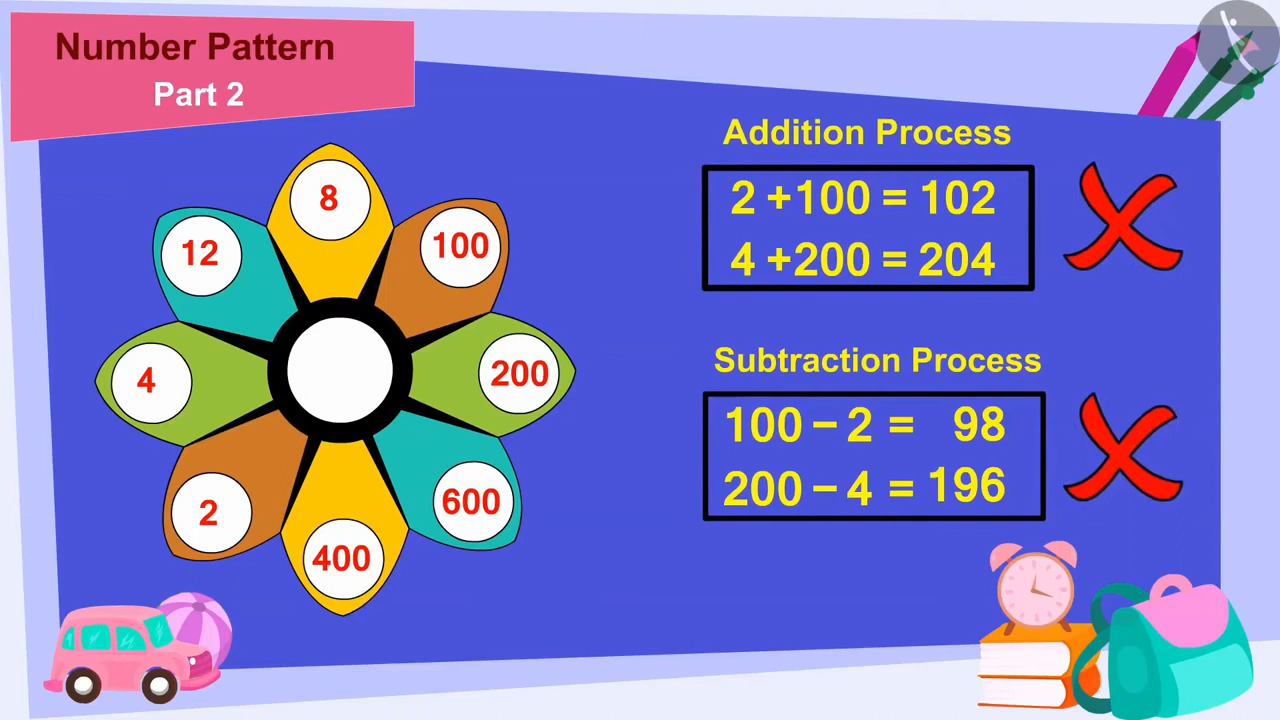 Number Pattern
Part 2
8
12
100
4
200
2
600
400
Addition Process
2 +100 = 102
4 +200 = 204
Subtraction Process
100 − 2 = 98
200 − 4 = 196